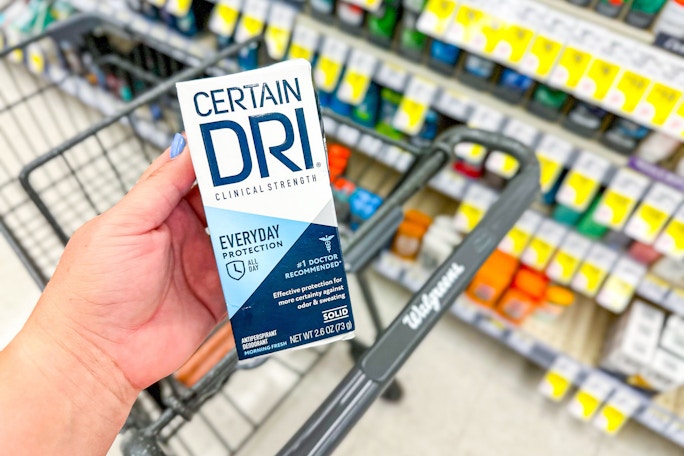 CERTAIN
DRI®
CLINICAL STRENGTH
EVERYDAY
PROTECTION
ALL
DAY
#1 DOCTOR
RECOMMENDED*
Effective protection for
more certainty against
odor & sweating
SOLID
ANTIPERSPIRANT
DEODORANT
MORNING FRESH
NET WT 2.6 OZ (73 g)
Walgreens